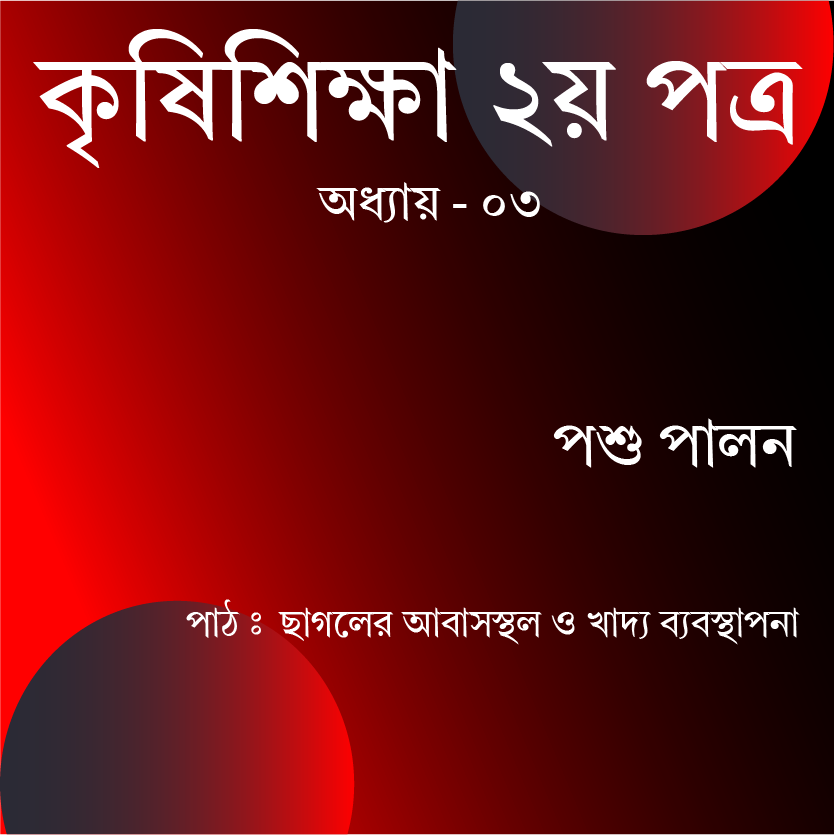 কৃষিশিক্ষা ২য় পত্র
অধ্যায় - ০৩
পশু পালন
পাঠ ঃ ছাগলের আবাসস্থল ও খাদ্য ব্যবস্থাপনা